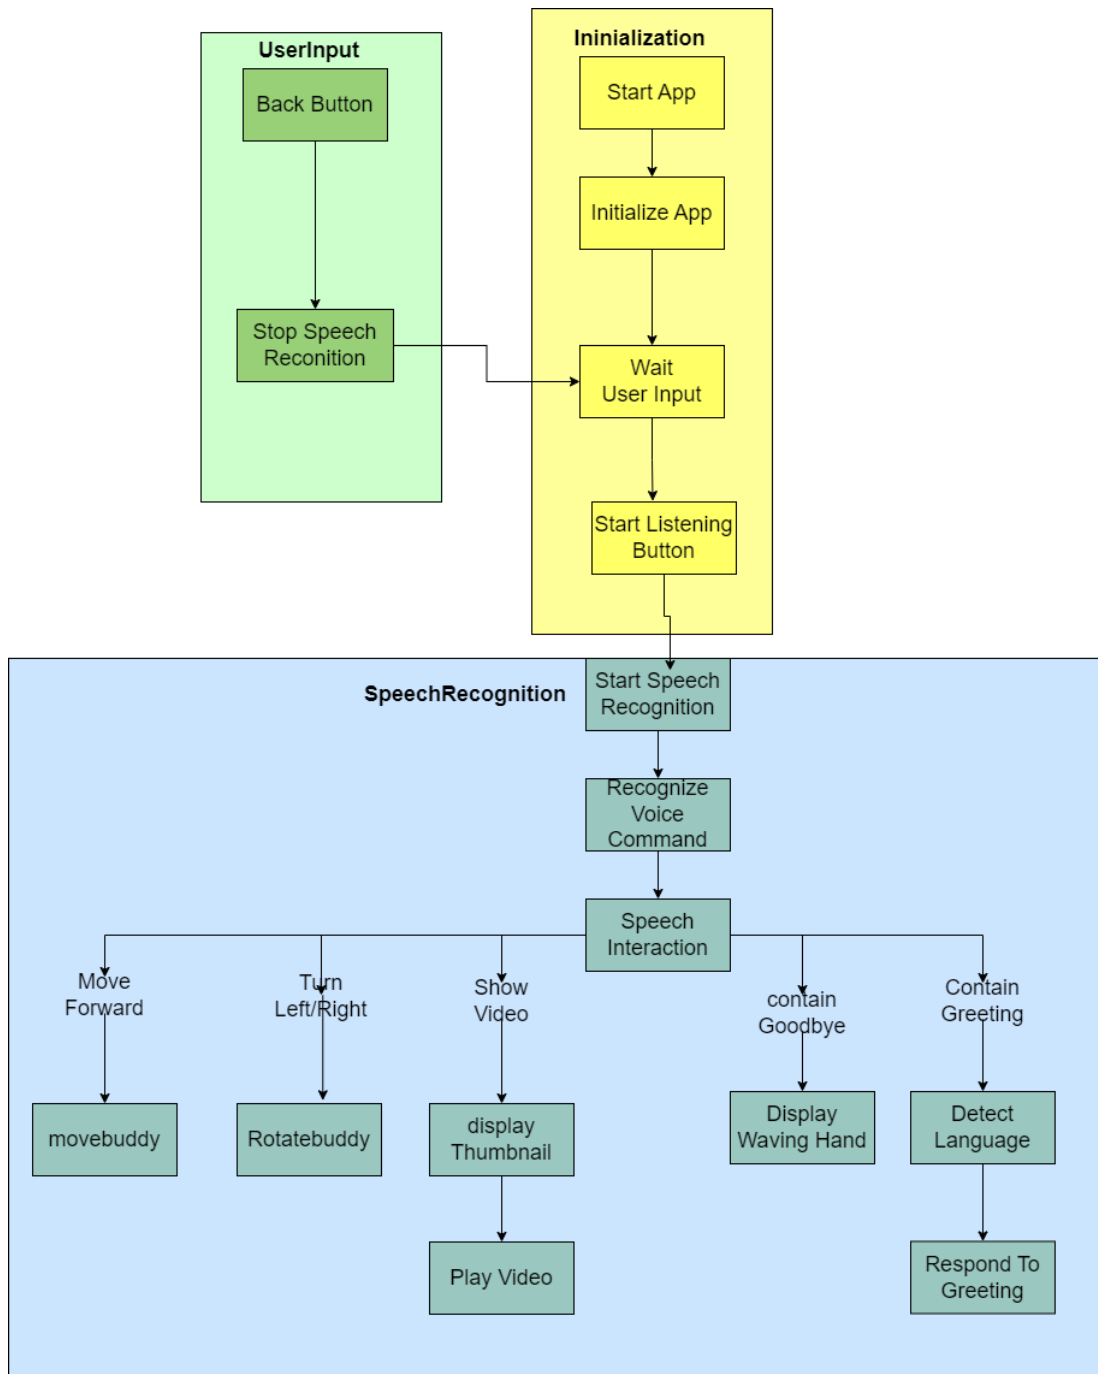 UserInput
Back Button
Stop Speech
Reconition
Ininialization
Start App
Initialize App
Wait
User Input
Start Listening
Button
SpeechRecognition
Start Speech
Recognition
Recognize
Voice
Command
Speech
Interaction
Move
Forward
Turn
Left/Right
Show
Video
contain
Goodbye
Contain
Greeting
movebuddy
Rotatebuddy
display
Thumbnail
Display
Waving Hand
Detect
Language
Play Video
Respond To
Greeting